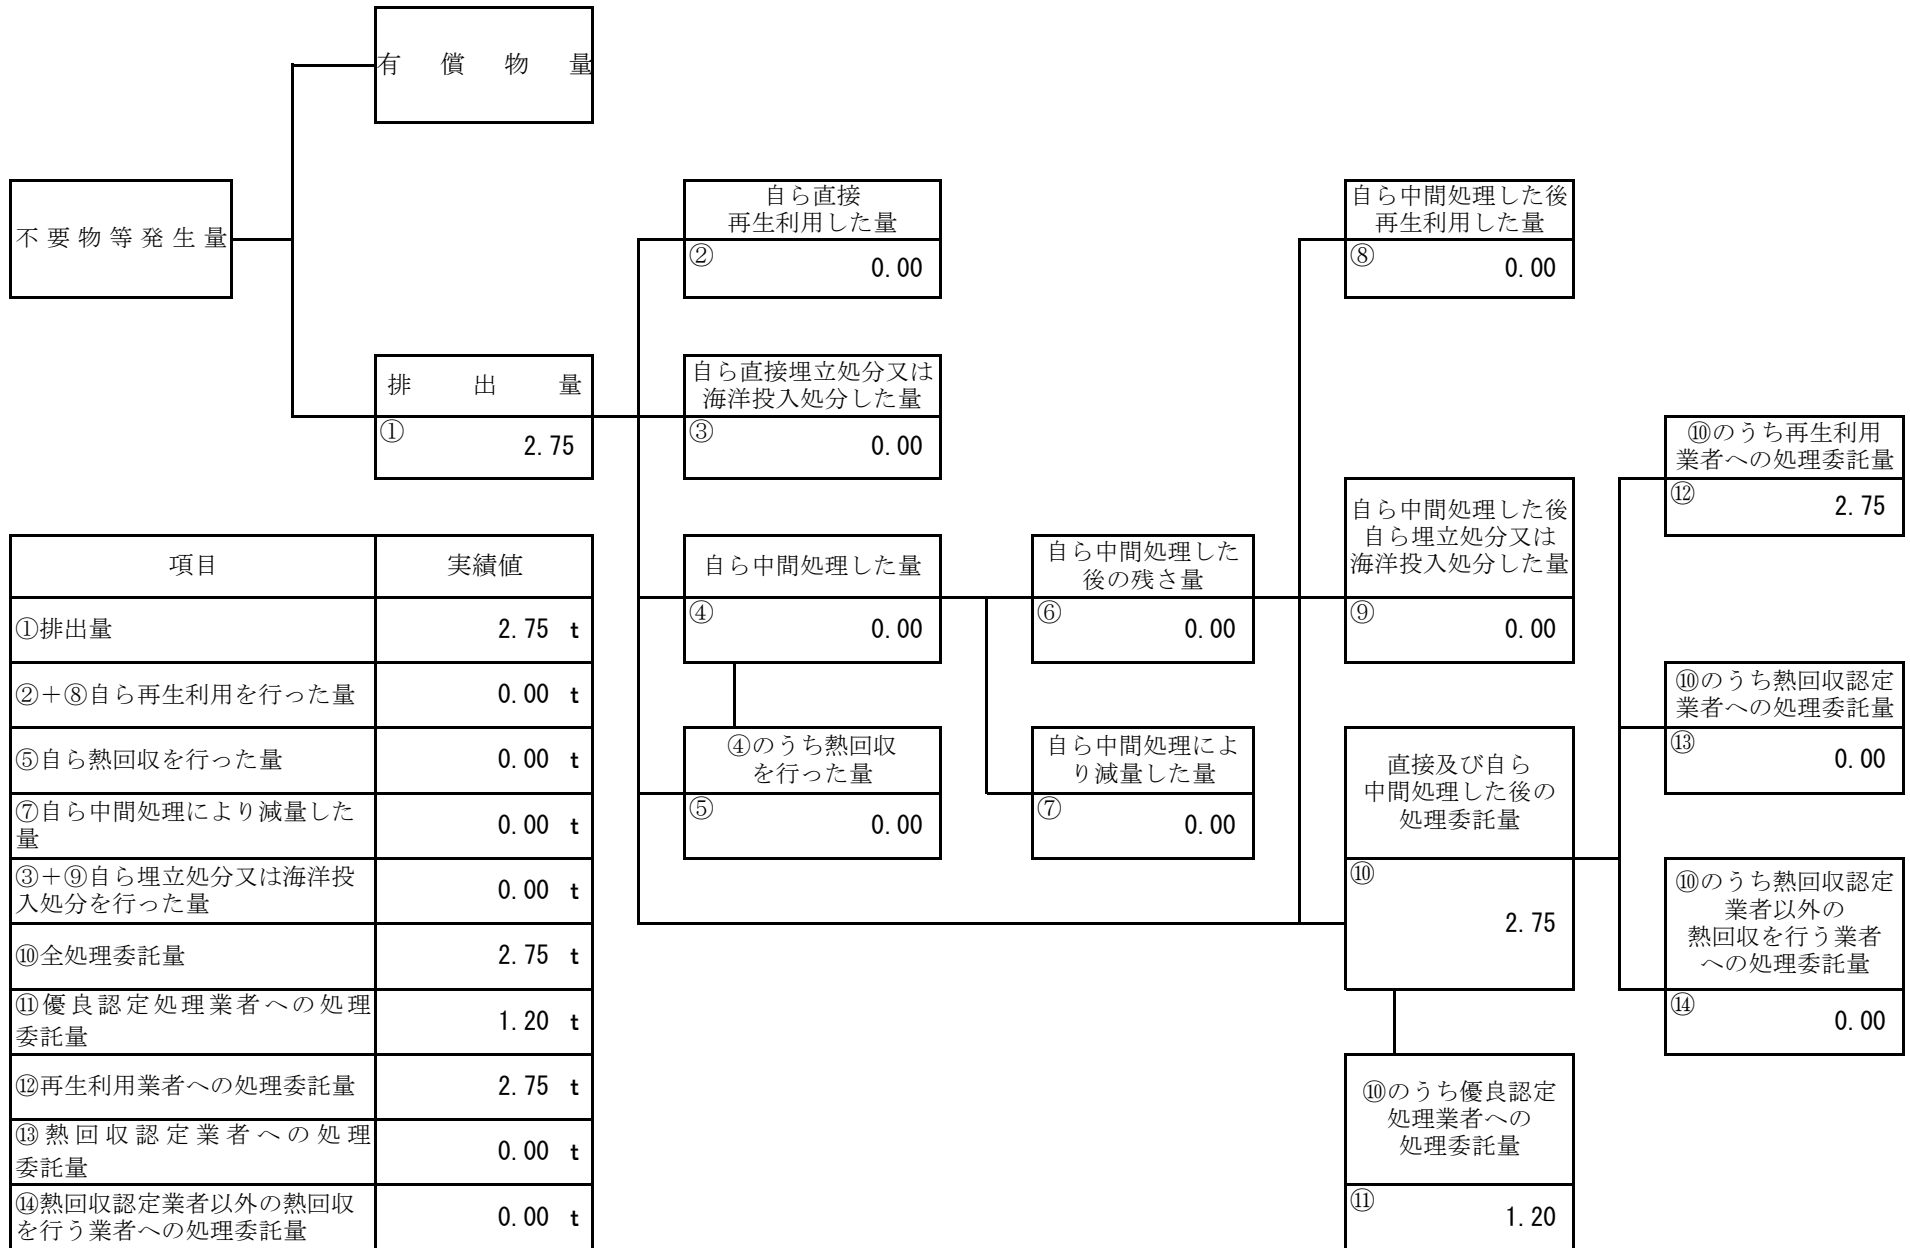 有償物量
不要物等発生量
排出量
①
2.75
自ら直接
再生利用した量
②
0.00
自ら直接埋立処分又は
海洋投入処分した量
③
0.00
自ら中間処理した量
④
0.00
④のうち熱回収
を行った量
⑤
0.00
自ら中間処理した
後の残さ量
⑥
0.00
自ら中間処理によ
り減量した量
⑦
0.00
自ら中間処理した後
再生利用した量
⑧
0.00
自ら中間処理した後
自ら埋立処分又は
海洋投入処分した量
⑨
0.00
直接及び自ら
中間処理した後の
処理委託量
⑩
2.75
⑩のうち優良認定
処理業者への
処理委託量
⑪
1.20
⑩のうち再生利用
業者への処理委託量
⑫
2.75
⑩のうち熱回収認定
業者への処理委託量
⑬
0.00
⑩のうち熱回収認定
業者以外の
熱回収を行う業者
への処理委託量
⑭
0.00
項目 実績値
①排出量 2.75 t
②＋⑧自ら再生利用を行った量 0.00 t
⑤自ら熱回収を行った量 0.00 t
⑦自ら中間処理により減量した
量 0.00 t
③＋⑨自ら埋立処分又は海洋投
入処分を行った量 0.00 t
⑩全処理委託量 2.75 t
⑪優良認定処理業者への処理
委託量 1.20 t
⑫再生利用業者への処理委託量 2.75 t
⑬熱回収認定業者への処理
委託量 0.00 t
⑭熱回収認定業者以外の熱回収
を行う業者への処理委託量 0.00 t